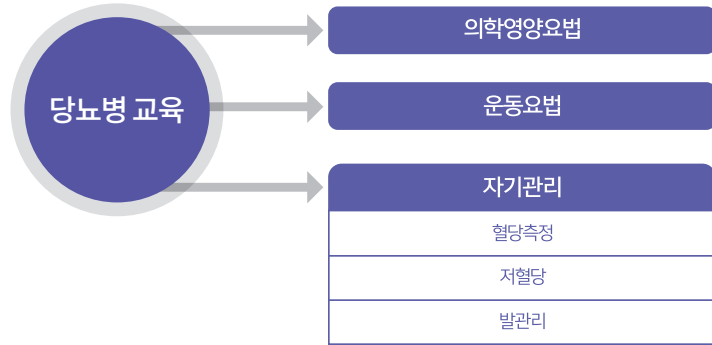 당뇨병 교육
의학영양요법
운동요법
자기관리
혈당측정
저혈당
발관리